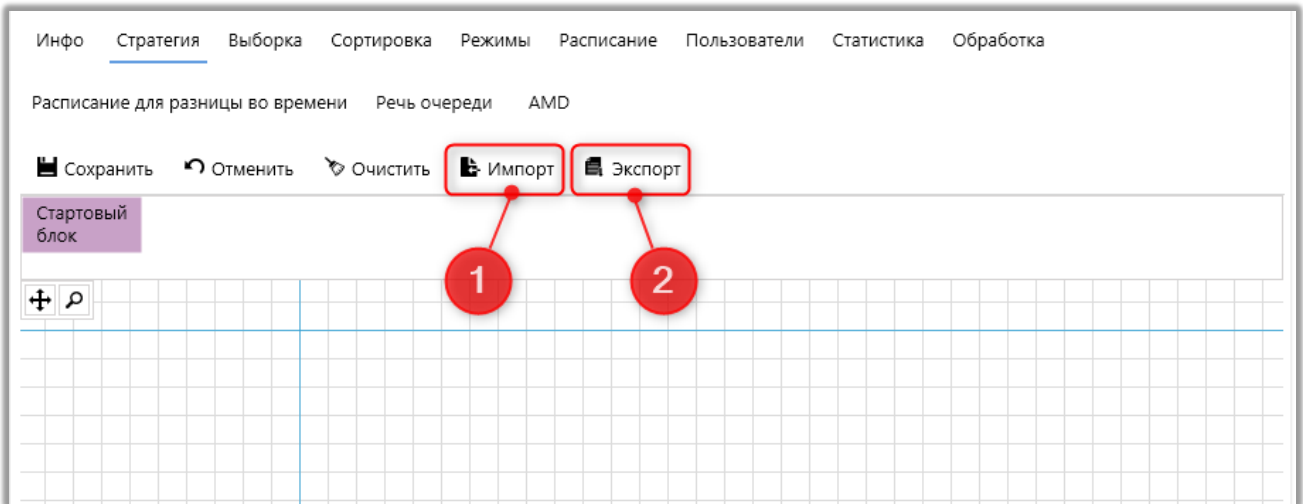 Инфо Стратегия Выборка Сортировка Режимы Расписание Пользователи Статистика Обработка
Расписание для разницы во времени Речь очереди AMD
Сохранить Отменить Очистить Импорт Экспорт
Стартовый
блок
1 2